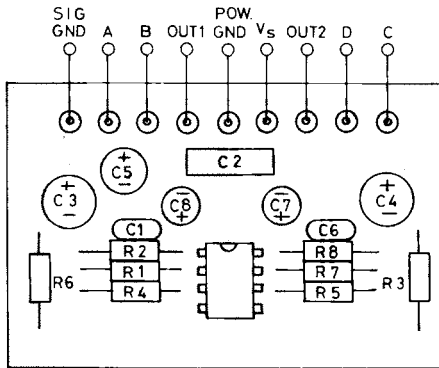 SIG GND A B OUT1 POW. GND Vs OUT2 D C
C2
+ C5 −
+ C3 −
− C8 +
− C7 +
+ C4 −
C1 C6
R2 R8
R6 R1 R7 R3
R4 R5